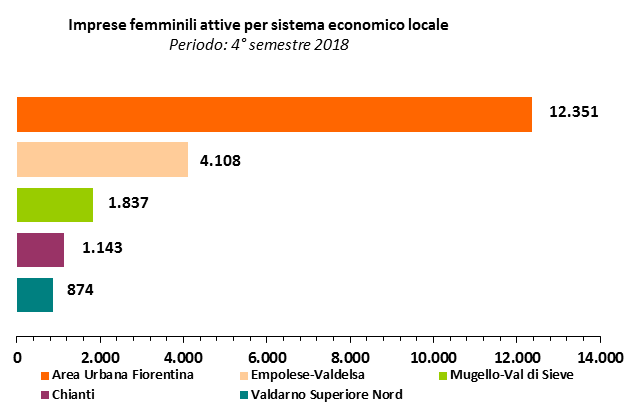 Imprese femminili attive per sistema economico locale
Periodo: 4° semestre 2018
12.351
4.108
1.837
1.143
874
0 2.000 4.000 6.000 8.000 10.000 12.000 14.000
Area Urbana Fiorentina Empolese-Valdelsa Mugello-Val di Sieve
Chianti Valdarno Superiore Nord